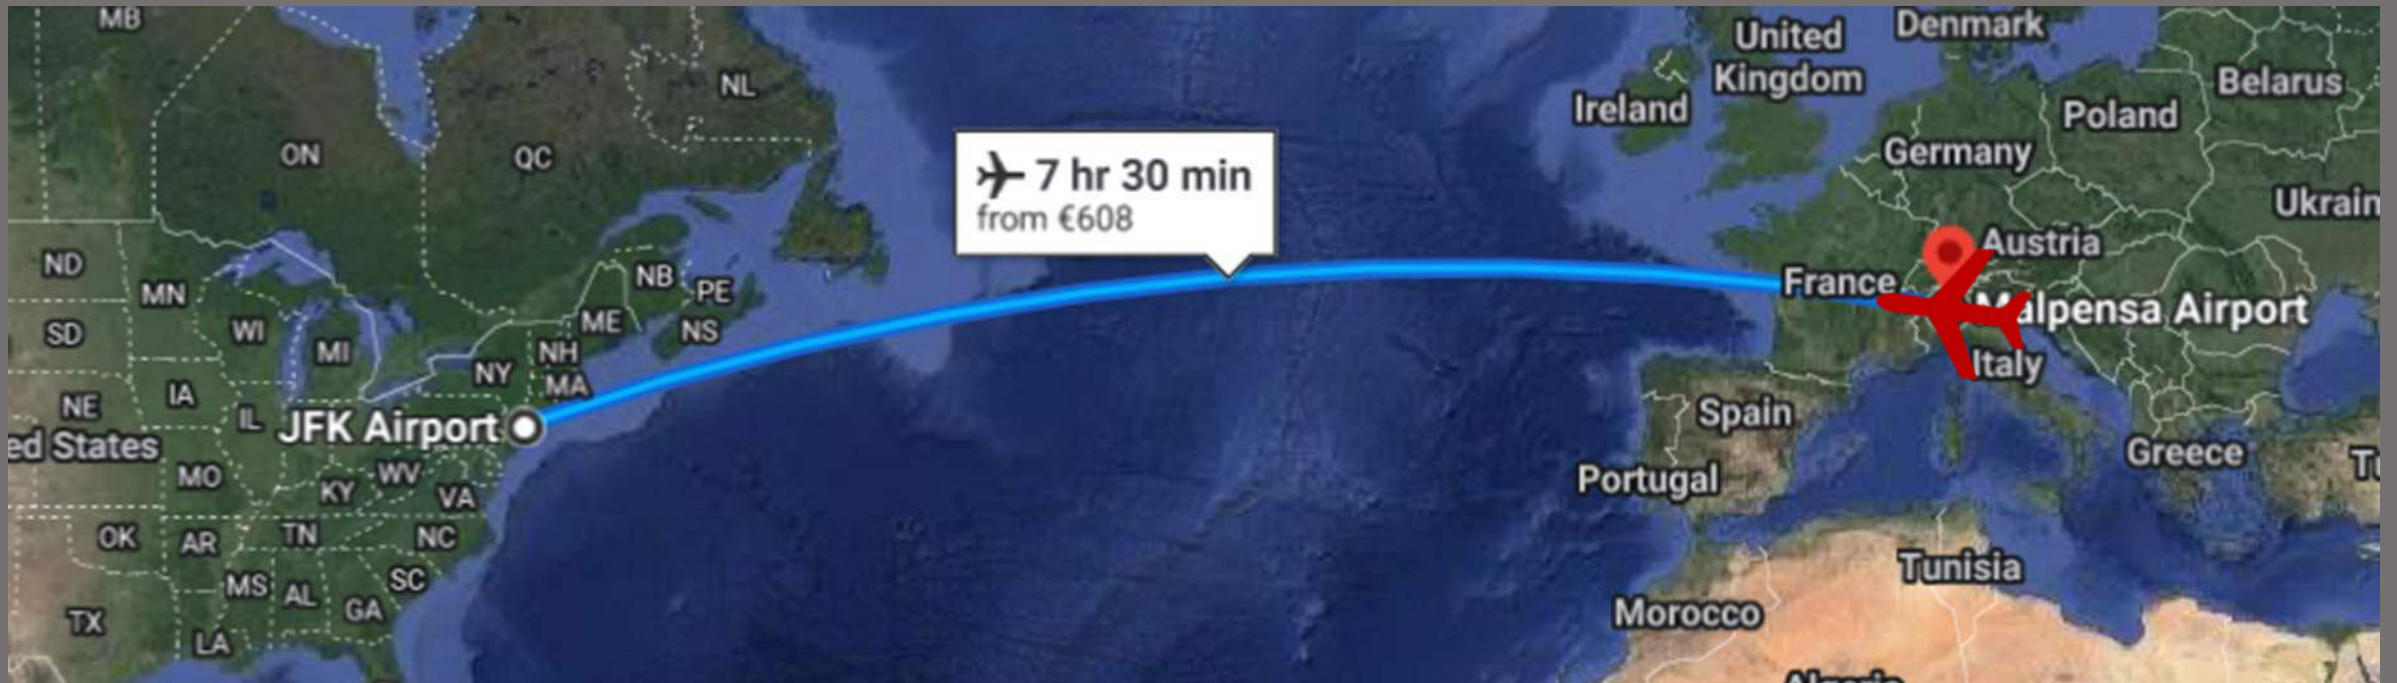 MB
NL
ON
QC
ND
MN
SD
WI
MI
NB
PE
ME
NS
NH
NY
MA
NE
IA
IL
JFK Airport
ed States
MO
WV
KY
VA
OK
AR
TN
NC
MS
AL
SC
GA
TX
LA
7 hr 30 min
from €608
United
Kingdom
Denmark
Ireland
Belarus
Poland
Germany
Ukrain
Austria
France
Malpensa Airport
Italy
Spain
Portugal
Greece
Tunisia
Morocco
Algeria